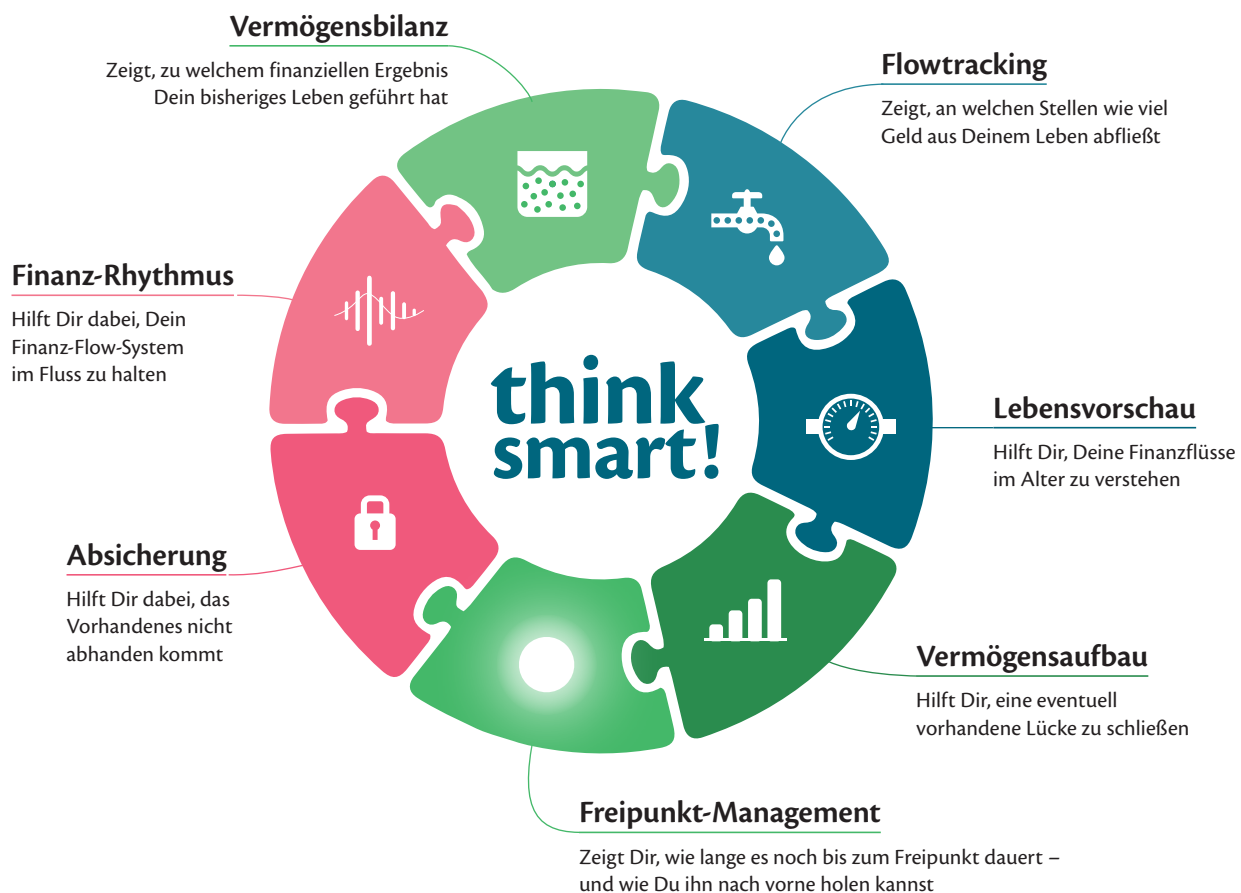 Vermögensbilanz
Zeigt, zu welchem finanziellen Ergebnis
Dein bisheriges Leben geführt hat
Flowtracking
Zeigt, an welchen Stellen wie viel
Geld aus Deinem Leben abfließt
Finanz-Rhythmus
Hilft Dir dabei, Dein
Finanz-Flow-System
im Fluss zu halten
think
smart!
Lebensvorschau
Hilft Dir, Deine Finanzflüsse
im Alter zu verstehen
Absicherung
Hilft Dir dabei, das
Vorhandenes nicht
abhanden kommt
Vermögensaufbau
Hilft Dir, eine eventuell
vorhandene Lücke zu schließen
Freipunkt-Management
Zeigt Dir, wie lange es noch bis zum Freipunkt dauert –
und wie Du ihn nach vorne holen kannst